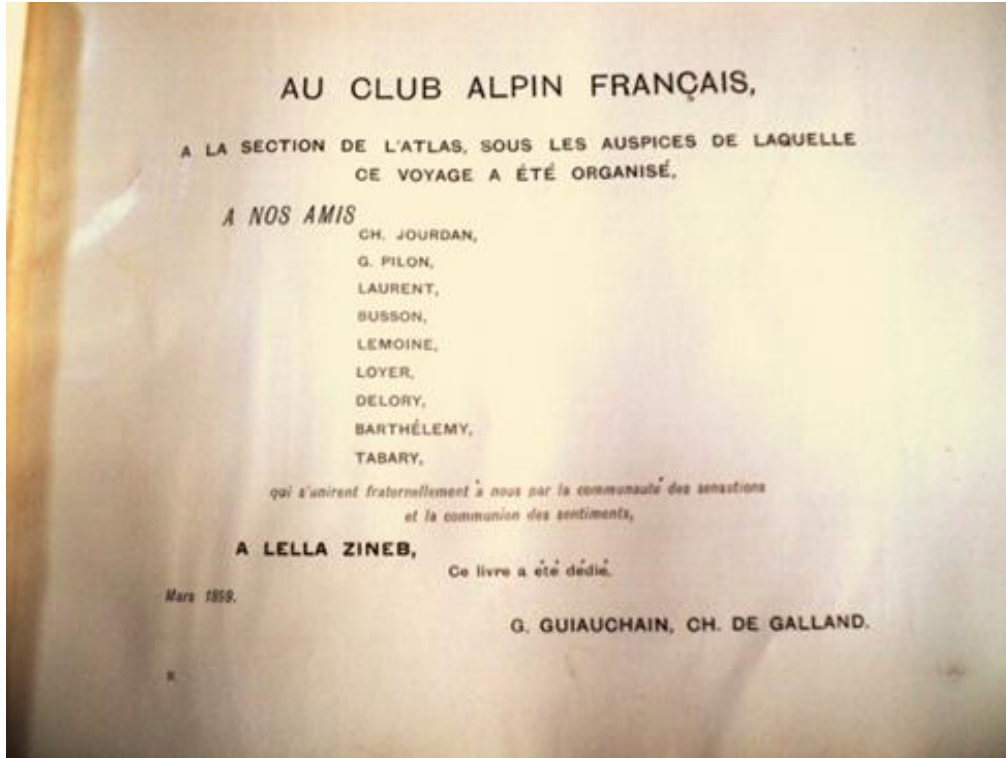 AU CLUB ALPIN FRANÇAIS,
A LA SECTION DE L'ATLAS, SOUS LES AUSPICES DE LAQUELLE
CE VOYAGE A ÉTÉ ORGANISÉ,
A NOS AMIS
CH. JOURDAN,
G. PILON,
LAURENT,
BUSSON,
LEMOINE,
LOYER,
DELORY,
BARTHÉLEMY,
TABARY,
qui s'unirent fraternellement à nous par la communauté des sensations
et la communion des sentiments,
A LELLA ZINEB,
Ce livre a été dédié.
Mars 1899.
G. GUIAUCHAIN, CH. DE GALLAND.